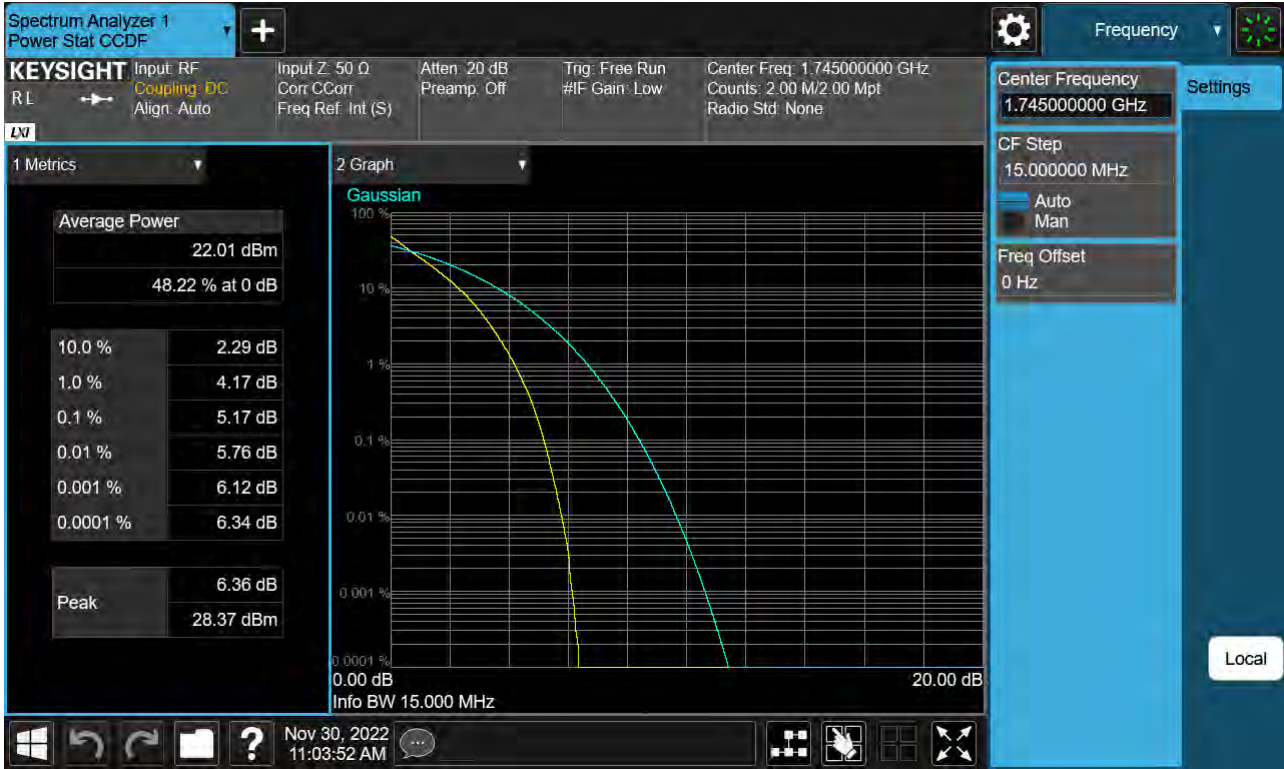 Spectrum Analyzer 1
Power Stat CCDF
Frequency
KEYSIGHT
R L
LXI
Input: RF
Coupling: DC
Align: Auto
Input Z: 50 Ω
Corr CCorr
Freq Ref: Int (S)
Atten: 20 dB
Preamp: Off
Trig: Free Run
#IF Gain: Low
Center Freq: 1.745000000 GHz
Counts: 2.00 M/2.00 Mpt
Radio Std: None
Center Frequency
1.745000000 GHz
Settings
CF Step
15.000000 MHz
Auto
Man
Freq Offset
0 Hz
Local
1 Metrics
Average Power
22.01 dBm
48.22 % at 0 dB
10.0 % 2.29 dB
1.0 % 4.17 dB
0.1 % 5.17 dB
0.01 % 5.76 dB
0.001 % 6.12 dB
0.0001 % 6.34 dB
Peak
6.36 dB
28.37 dBm
2 Graph
Gaussian
100 %
10 %
1 %
0.1 %
0.01 %
0.001 %
0.0001 %
0.00 dB 20.00 dB
Info BW 15.000 MHz
Nov 30, 2022
11:03:52 AM